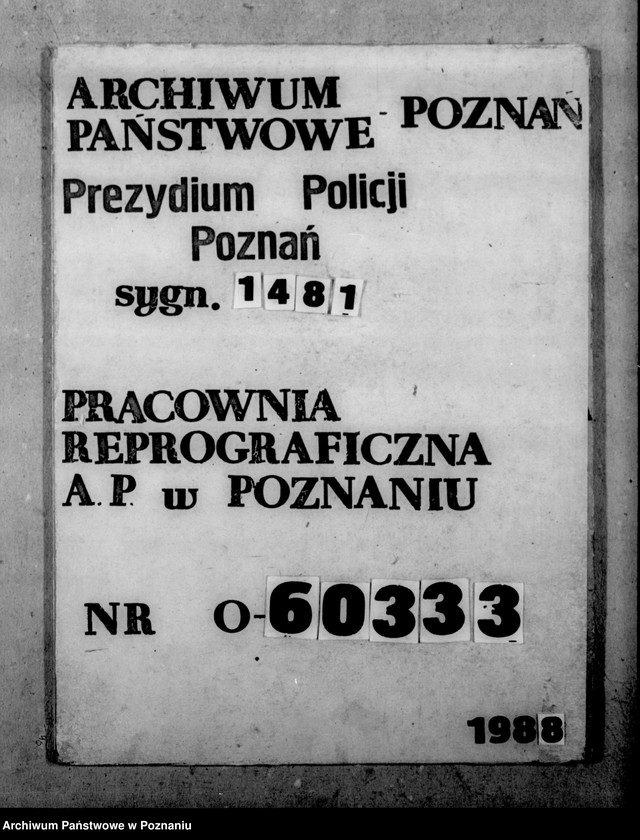 ARCHIWUM
PAŃSTWOWE - POZNAŃ
Prezydium Policji
Poznań
sygn. 1481
PRACOWNIA
REPROGRAFICZNA
A.P. w POZNANIU
NR O-60333
1988
Archiwum Państwowe w Poznaniu